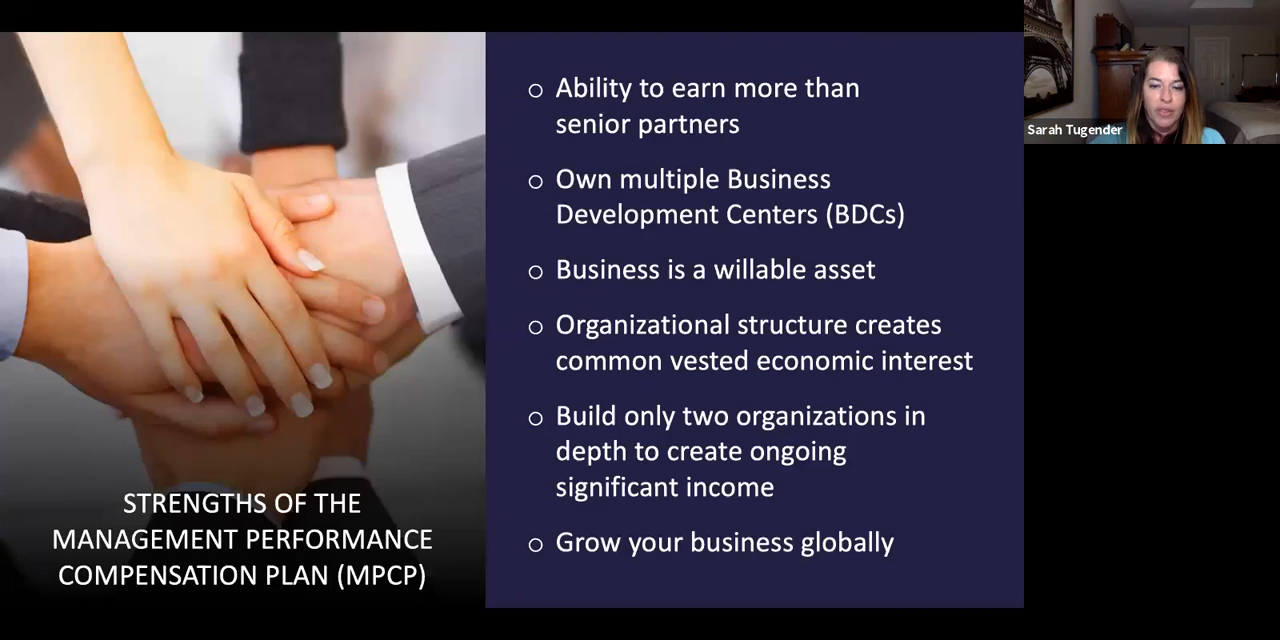 STRENGTHS OF THE
MANAGEMENT PERFORMANCE
COMPENSATION PLAN (MPCP)
○ Ability to earn more than
senior partners
○ Own multiple Business
Development Centers (BDCs)
○ Business is a willable asset
○ Organizational structure creates
common vested economic interest
○ Build only two organizations in
depth to create ongoing
significant income
○ Grow your business globally
Sarah Tugender